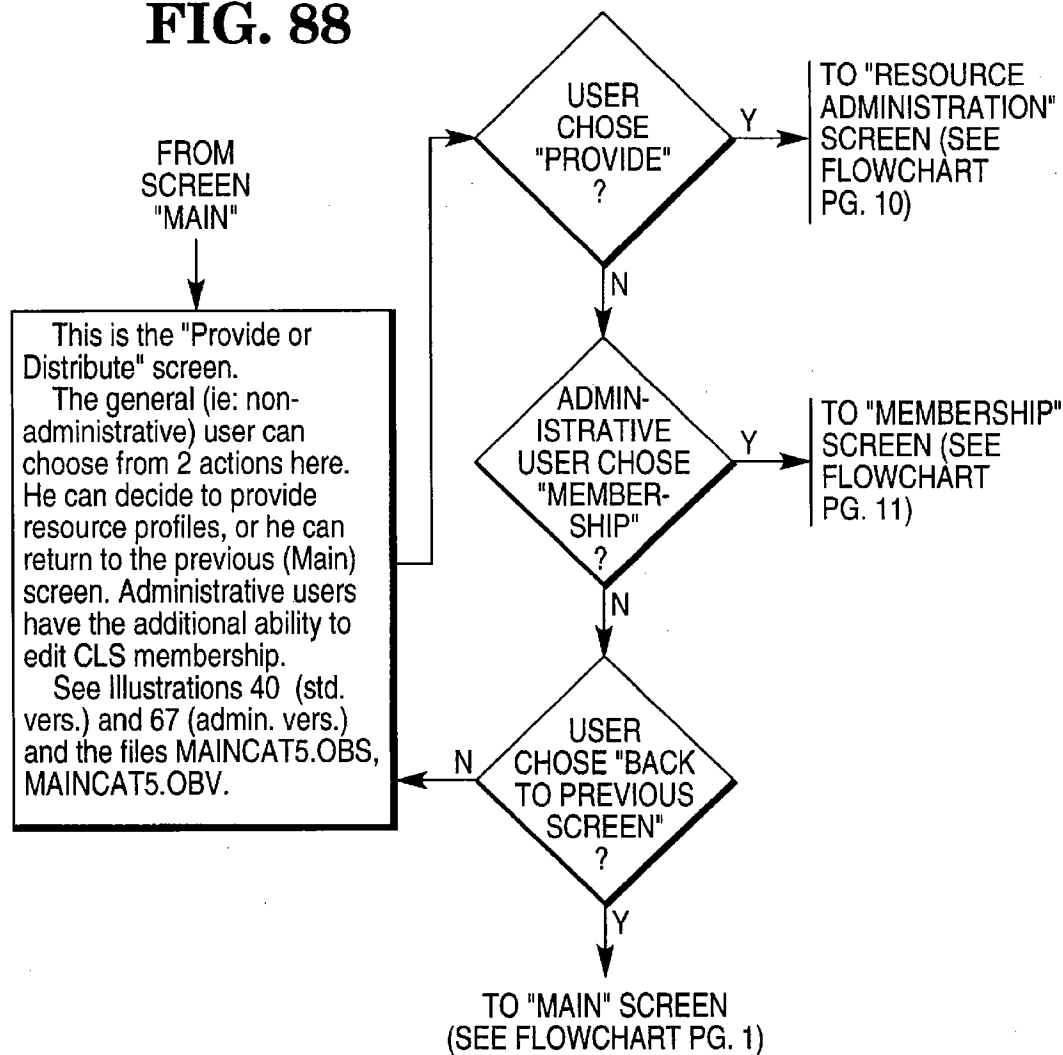 FIG. 88
FROM
SCREEN
"MAIN"
This is the "Provide or
Distribute" screen.
The general (ie: non-
administrative) user can
choose from 2 actions here.
He can decide to provide
resource profiles, or he can
return to the previous (Main)
screen. Administrative users
have the additional ability to
edit CLS membership.
See Illustrations 40 (std.
vers.) and 67 (admin. vers.)
and the files MAINCAT5.OBS,
MAINCAT5.OBV.
USER
CHOSE
"PROVIDE"
?
Y
TO "RESOURCE
ADMINISTRATION"
SCREEN (SEE
FLOWCHART
PG. 10)
N
ADMIN-
ISTRATIVE
USER CHOSE
"MEMBER-
SHIP"
?
Y
TO "MEMBERSHIP"
SCREEN (SEE
FLOWCHART
PG. 11)
N
USER
CHOSE "BACK
TO PREVIOUS
SCREEN"
?
N
Y
TO "MAIN" SCREEN
(SEE FLOWCHART PG. 1)